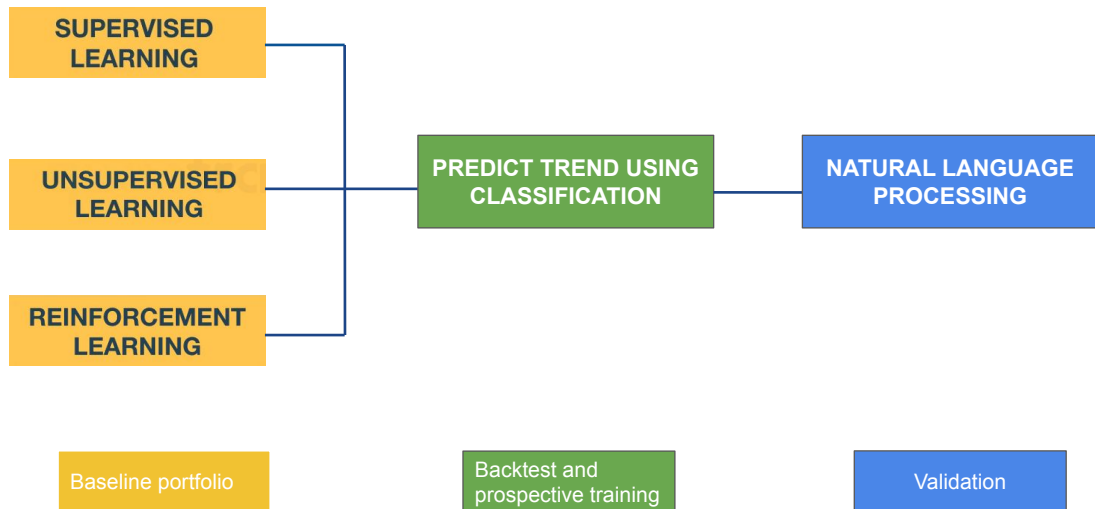 SUPERVISED
LEARNING
UNSUPERVISED
LEARNING
REINFORCEMENT
LEARNING
PREDICT TREND USING
CLASSIFICATION
NATURAL LANGUAGE
PROCESSING
Baseline portfolio
Backtest and
prospective training
Validation